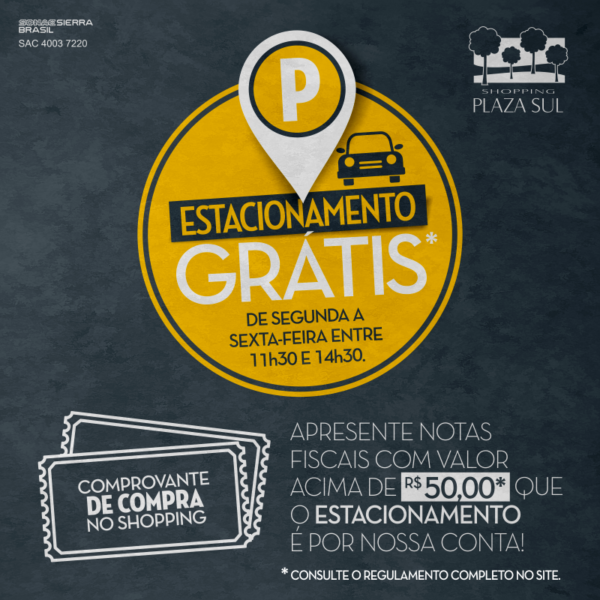 SONAESIERRA
BRASIL
SAC 4003 7220
SHOPPING
PLAZA SUL
P
ESTACIONAMENTO
GRÁTIS*
DE SEGUNDA A
SEXTA-FEIRA ENTRE
11h30 E 14h30.
COMPROVANTE
DE COMPRA
NO SHOPPING
APRESENTE NOTAS
FISCAIS COM VALOR
ACIMA DE R$ 50,00* QUE
O ESTACIONAMENTO
É POR NOSSA CONTA!
* CONSULTE O REGULAMENTO COMPLETO NO SITE.